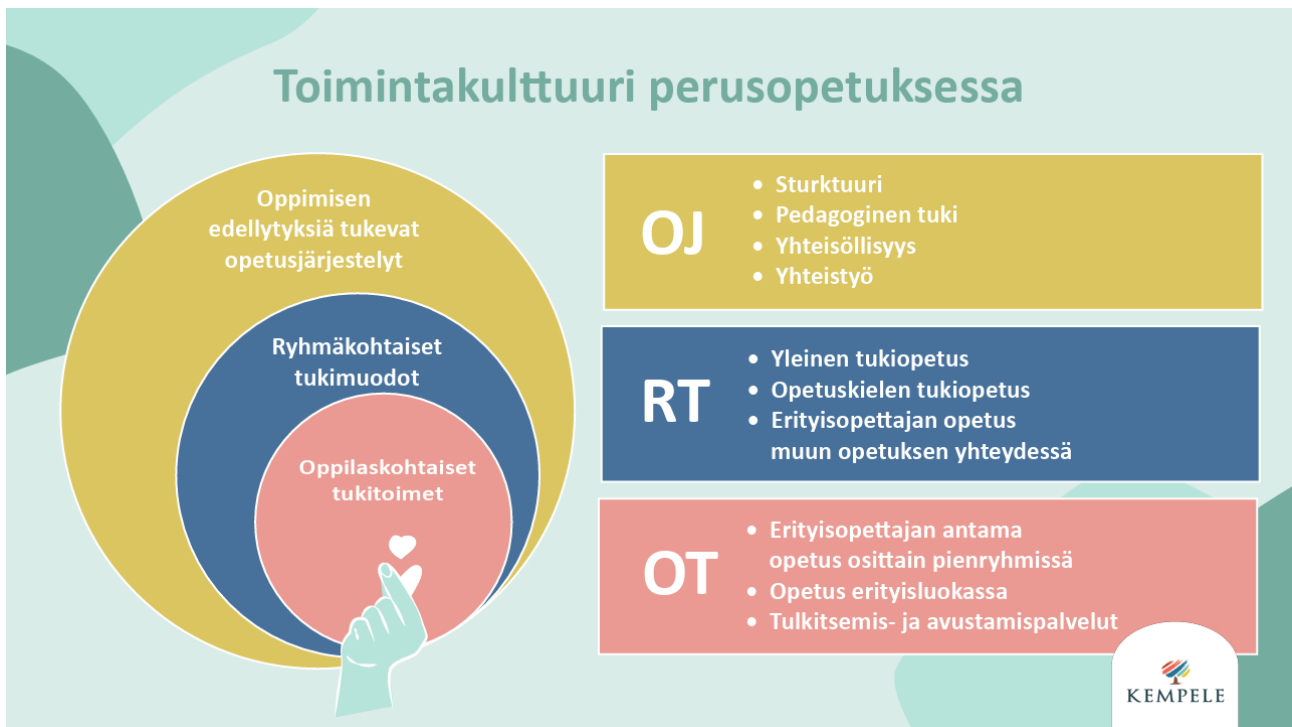 Toimintakulttuuri perusopetuksessa
Oppimisen
edellytyksiä tukevat
opetusjärjestelyt
Ryhmäkohtaiset
tukimuodot
Oppilaskohtaiset
tukitoimet
OJ
• Sturktuuri
• Pedagoginen tuki
• Yhteisöllisyys
• Yhteistyö
RT
• Yleinen tukiopetus
• Opetuskielen tukiopetus
• Erityisopettajan opetus
muun opetuksen yhteydessä
OT
• Erityisopettajan antama
opetus osittain pienryhmissä
• Opetus erityisluokassa
• Tulkitsemis- ja avustamispalvelut
KEMPELE